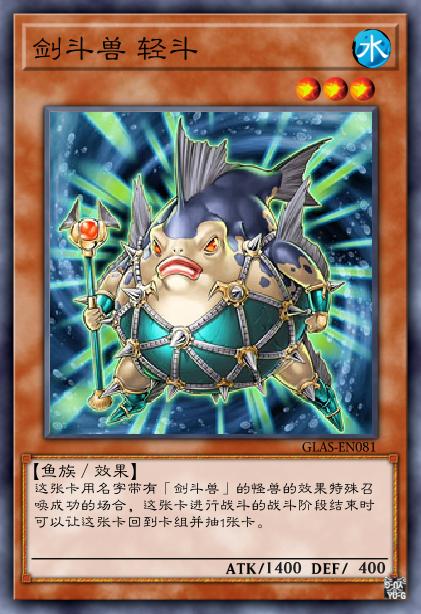 剑斗兽 轻斗
水
GLAS-EN081
【鱼族／效果】
这张卡用名字带有「剑斗兽」的怪兽的效果特殊召
唤成功的场合，这张卡进行战斗的战斗阶段结束时
可以让这张卡回到卡组并抽1张卡。
ATK/1400 DEF/ 400